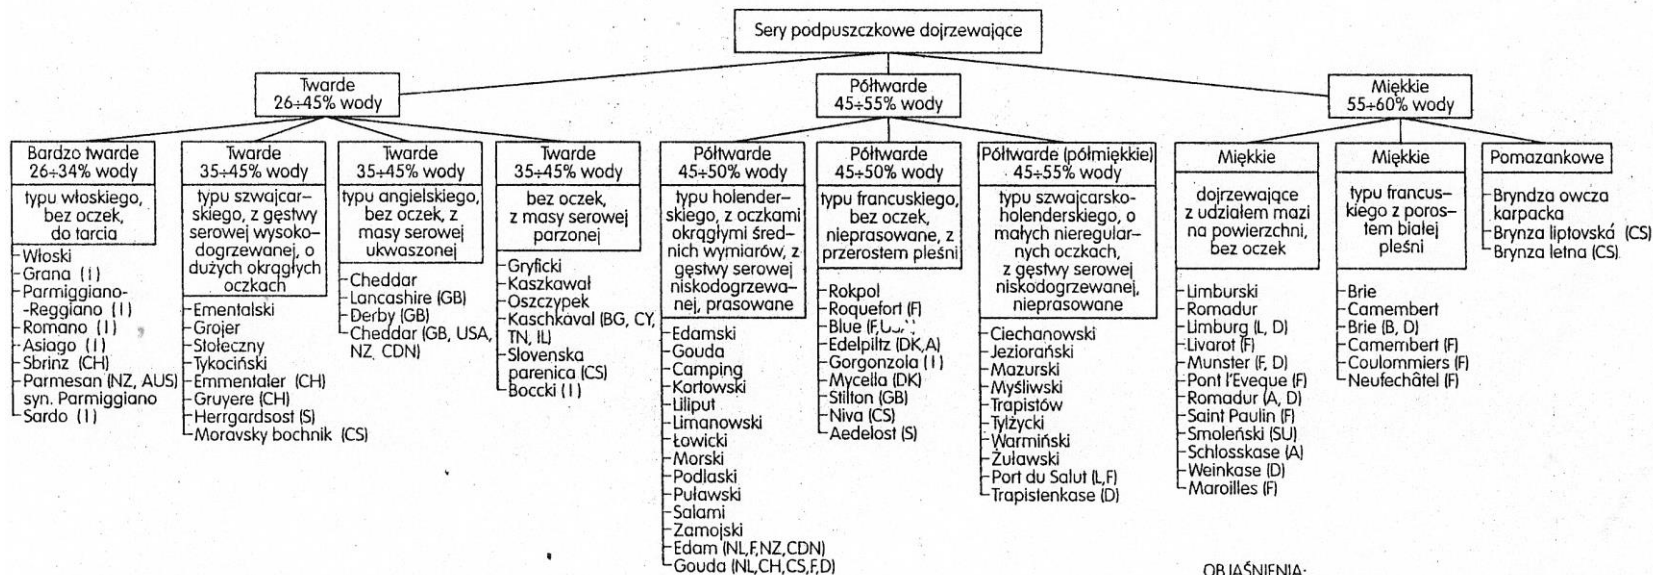 Sery podpuszczkowe dojrzewające
Twarde
26÷45% wody
Półtwarde
45÷55% wody
Miękkie
55÷60% wody
Bardzo twarde
26÷34% wody
typu włoskiego,
bez oczek,
do tarcia
Włoski
Grana (I)
Parmiggiano-
-Reggiano (I)
Romano (I)
Asiago (I)
Sbrinz (CH)
Parmesan (NZ, AUS)
syn. Parmiggiano
Sardo (I)
Twarde
35÷45% wody
typu szwajcar-
skiego, z gęstwy
serowej wysoko-
dogrzewanej, o
dużych okrągłych
oczkach
Ementalski
Grojer
Stołeczny
Tykociński
Emmentaler (CH)
Gruyere (CH)
Herrgardsost (S)
Moravsky bochnik (CS)
Twarde
35÷45% wody
typu angielskiego,
bez oczek, z
masy serowej
ukwaszonej
Cheddar
Lancashire (GB)
Derby (GB)
Cheddar (GB, USA,
NZ, CDN)
Twarde
35÷45% wody
bez oczek,
z masy serowej
parzonej
Gryficki
Kaszkawał
Oszczypek
Kaschkaval (BG, CY,
TN, IL)
Slovenska
parenica (CS)
Boccki (I)
Półtwarde
45÷50% wody
typu holender-
skiego, z oczkami
okrągłymi śred-
nich wymiarów, z
gęstwy serowej
niskodogrzewa-
nej, prasowane
Edamski
Gouda
Camping
Kortowski
Liliput
Limanowski
Łowicki
Morski
Podlaski
Puławski
Salami
Zamojski
Edam (NL,F,NZ,CDN)
Gouda (NL,CH,CS,F,D)
Półtwarde
45÷50% wody
typu francuskiego,
bez oczek,
nieprasowane, z
przerostem pleśni
Rokpol
Roquefort (F)
Blue (F,
Edelpiltz (DK,A)
Gorgonzola (I)
Mycella (DK)
Stilton (GB)
Niva (CS)
Aedelost (S)
Półtwarde (półmiękkie)
45÷55% wody
typu szwajcarsko-
holenderskiego, o
małych nieregular-
nych oczkach,
z gęstwy serowej
niskodogrzewanej,
nieprasowane
Ciechanowski
Jeziorański
Mazurski
Myśliwski
Trapistów
Tylżycki
Warmiński
Żuławski
Port du Salut (L,F)
Trapistenkase (D)
Miękkie
dojrzewające
z udziałem mazi
na powierzchni,
bez oczek
Limburski
Romadur
Limburg (L, D)
Livarot (F)
Munster (F, D)
Pont l'Eveque (F)
Romadur (A, D)
Saint Paulin (F)
Smoleński (SU)
Schlosskase (A)
Weinkase (D)
Maroilles (F)
Miękkie
typu francus-
kiego z poros-
tem białej
pleśni
Brie
Camembert
Brie (B, D)
Camembert (F)
Coulommiers (F)
Neufechâtel (F)
Pomazankowe
Bryndza owcza
karpacka
Brynza liptovská (CS)
Brynza letna (CS)
OBJAŚNIENIA: